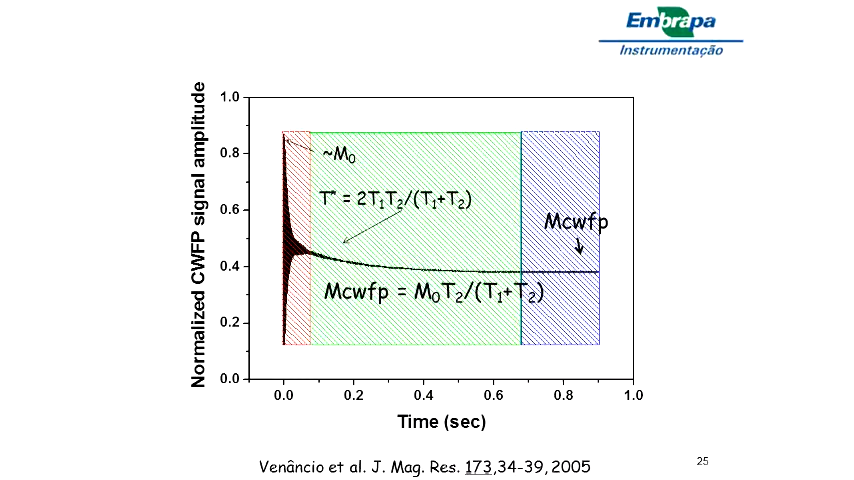 Embrapa
Instrumentação
Normalized CWFP signal amplitude
1.0
0.8
0.6
0.4
0.2
0.0
~M₀
T* = 2T₁T₂/(T₁+T₂)
Mcwfp
Mcwfp = M₀T₂/(T₁+T₂)
0.0 0.2 0.4 0.6 0.8 1.0
Time (sec)
Venâncio et al. J. Mag. Res. 173,34-39, 2005
25